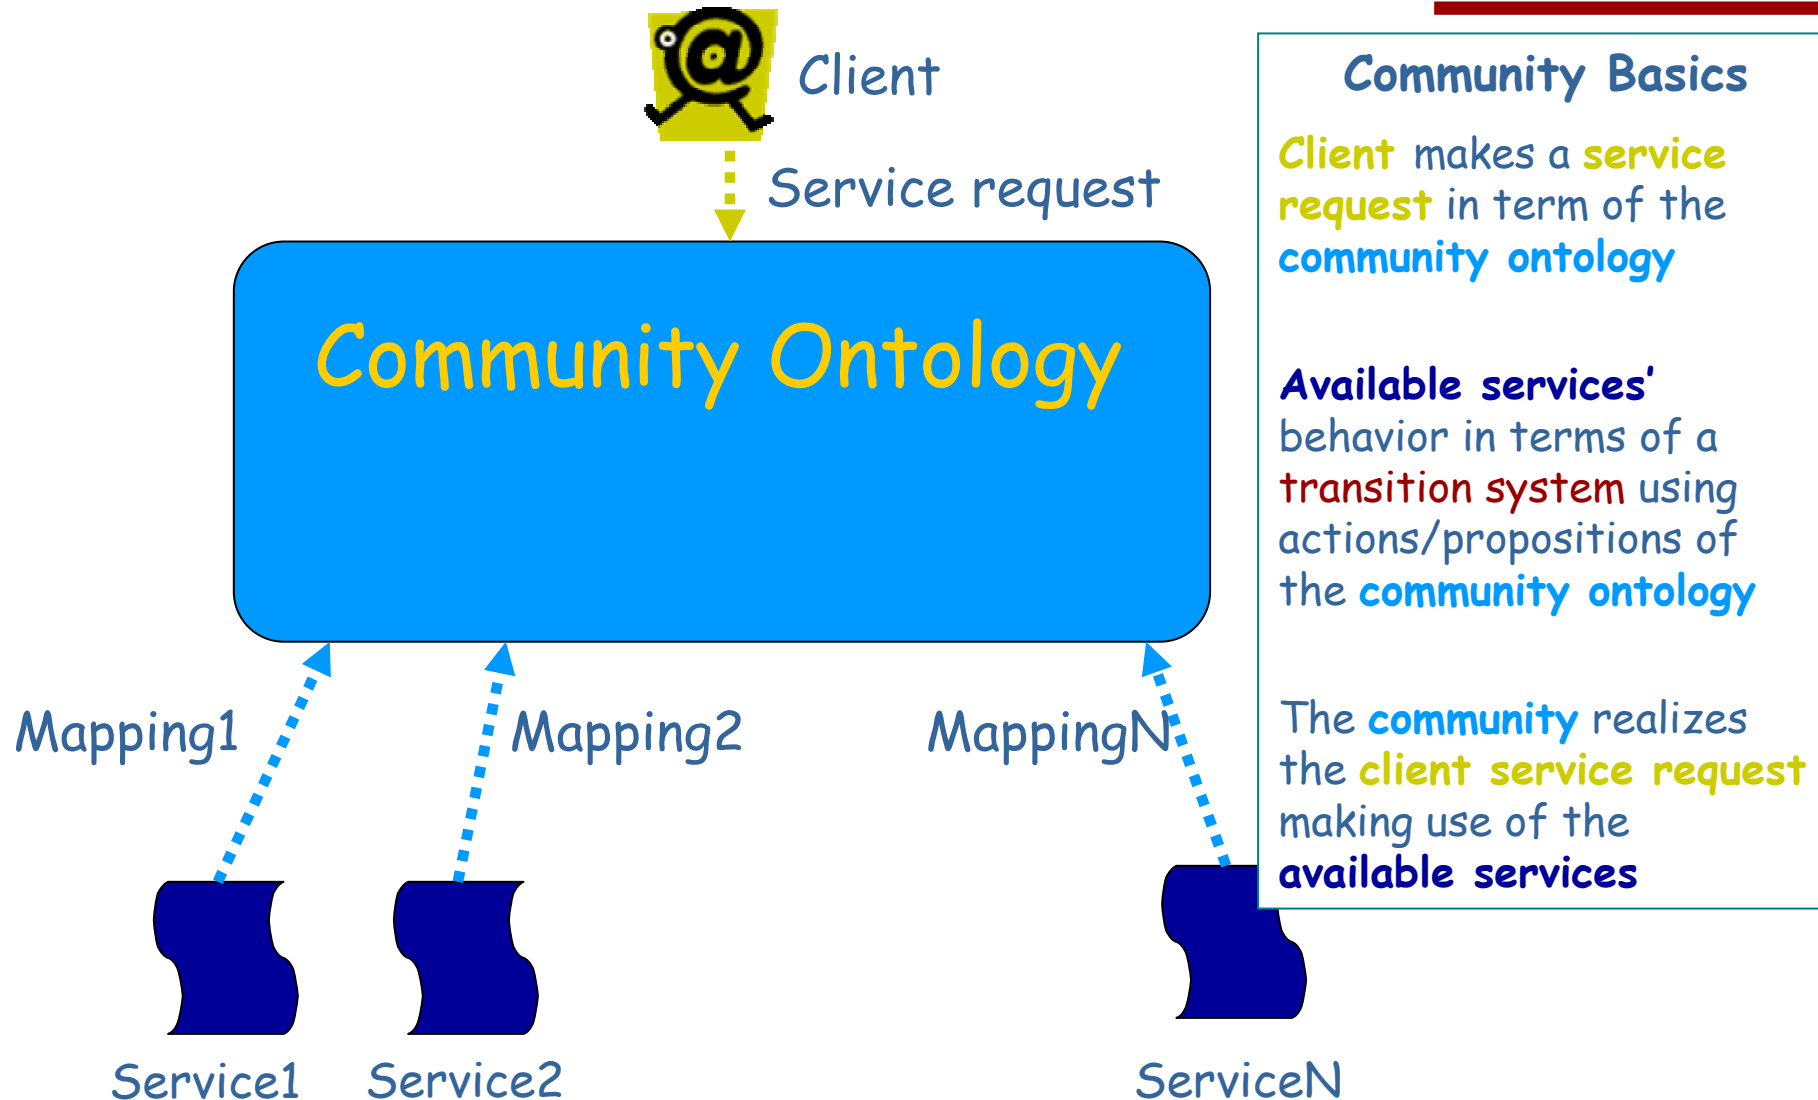 Client
Service request
Community Ontology
Mapping1
Mapping2
MappingN
Service1
Service2
ServiceN
Community Basics
Client makes a service
request in term of the
community ontology
Available services'
behavior in terms of a
transition system using
actions/propositions of
the community ontology
The community realizes
the client service request
making use of the
available services